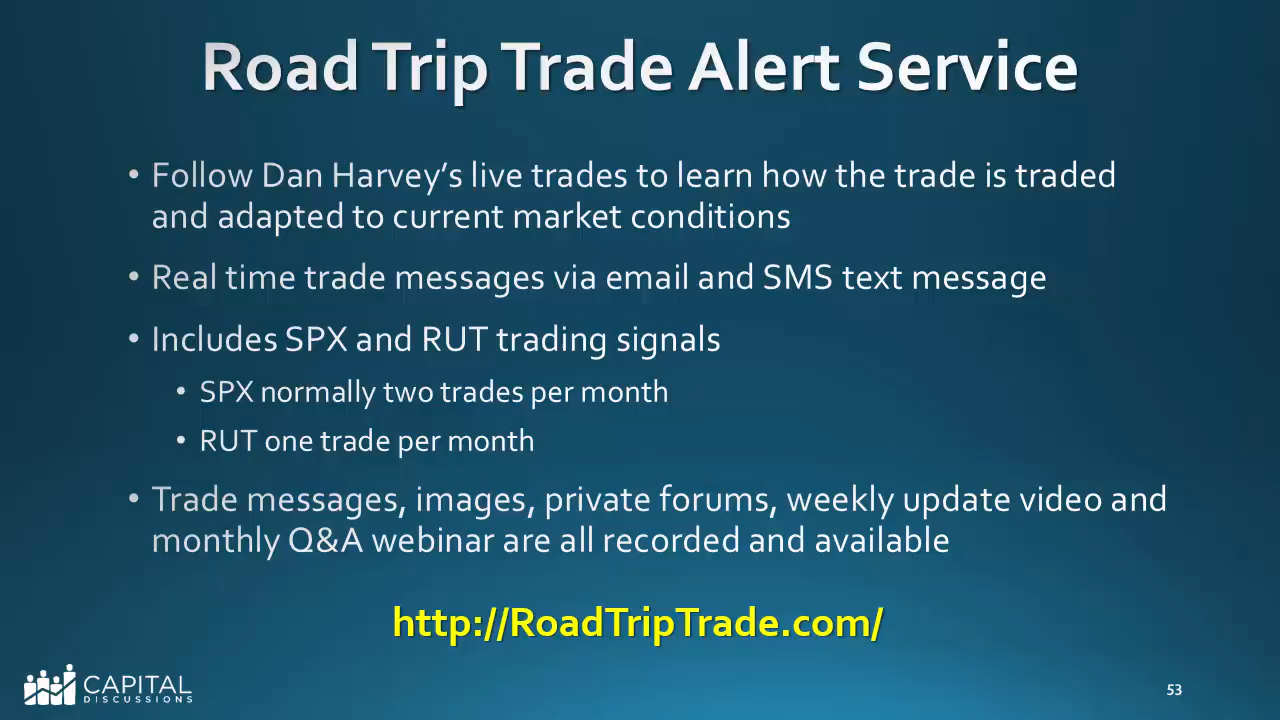 Road Trip Trade Alert Service
• Follow Dan Harvey’s live trades to learn how the trade is traded
and adapted to current market conditions
• Real time trade messages via email and SMS text message
• Includes SPX and RUT trading signals
• SPX normally two trades per month
• RUT one trade per month
• Trade messages, images, private forums, weekly update video and
monthly Q&A webinar are all recorded and available
http://RoadTripTrade.com/
CAPITAL
DISCUSSIONS
53